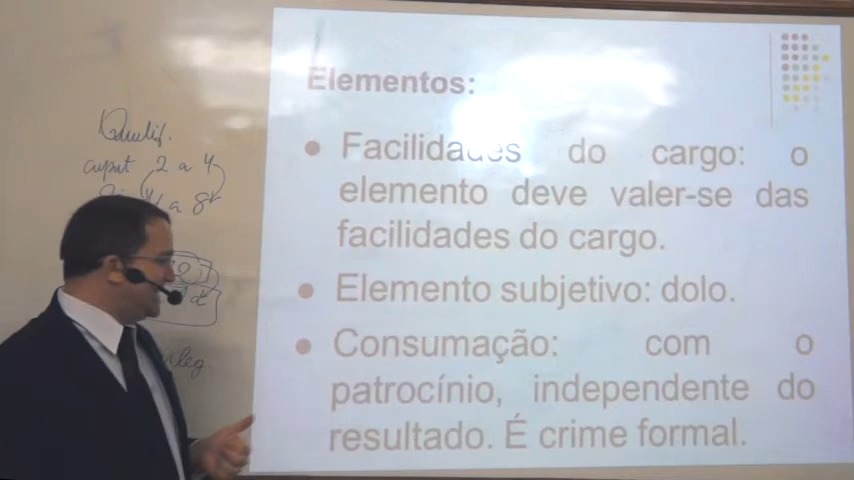 Elementos:
Facilidades do cargo: o
elemento deve valer-se das
facilidades do cargo.
Elemento subjetivo: dolo.
Consumação: com o
patrocínio, independente do
resultado. É crime formal.
Qualif.
caput 2 a 4
a 8